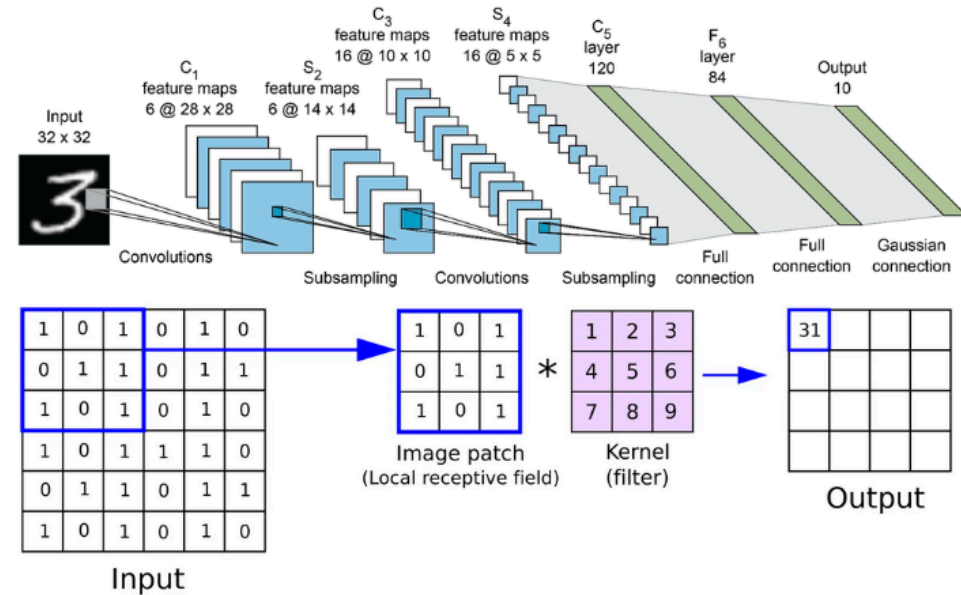 Input
32 x 32
C1
feature maps
6 @ 28 x 28
S2
feature maps
6 @ 14 x 14
C3
feature maps
16 @ 10 x 10
S4
feature maps
16 @ 5 x 5
C5
layer
120
F6
layer
84
Output
10
3
Convolutions
Subsampling
Convolutions
Subsampling
Full
connection
Full
connection
Gaussian connection
1 0 1 0 1 0
0 1 1 0 1 1
1 0 1 0 1 0
1 0 1 1 1 0
0 1 1 0 1 1
1 0 1 0 1 0
Input
1 0 1
0 1 1
1 0 1
Image patch
(Local receptive field)
*
1 2 3
4 5 6
7 8 9
Kernel
(filter)
31
Output